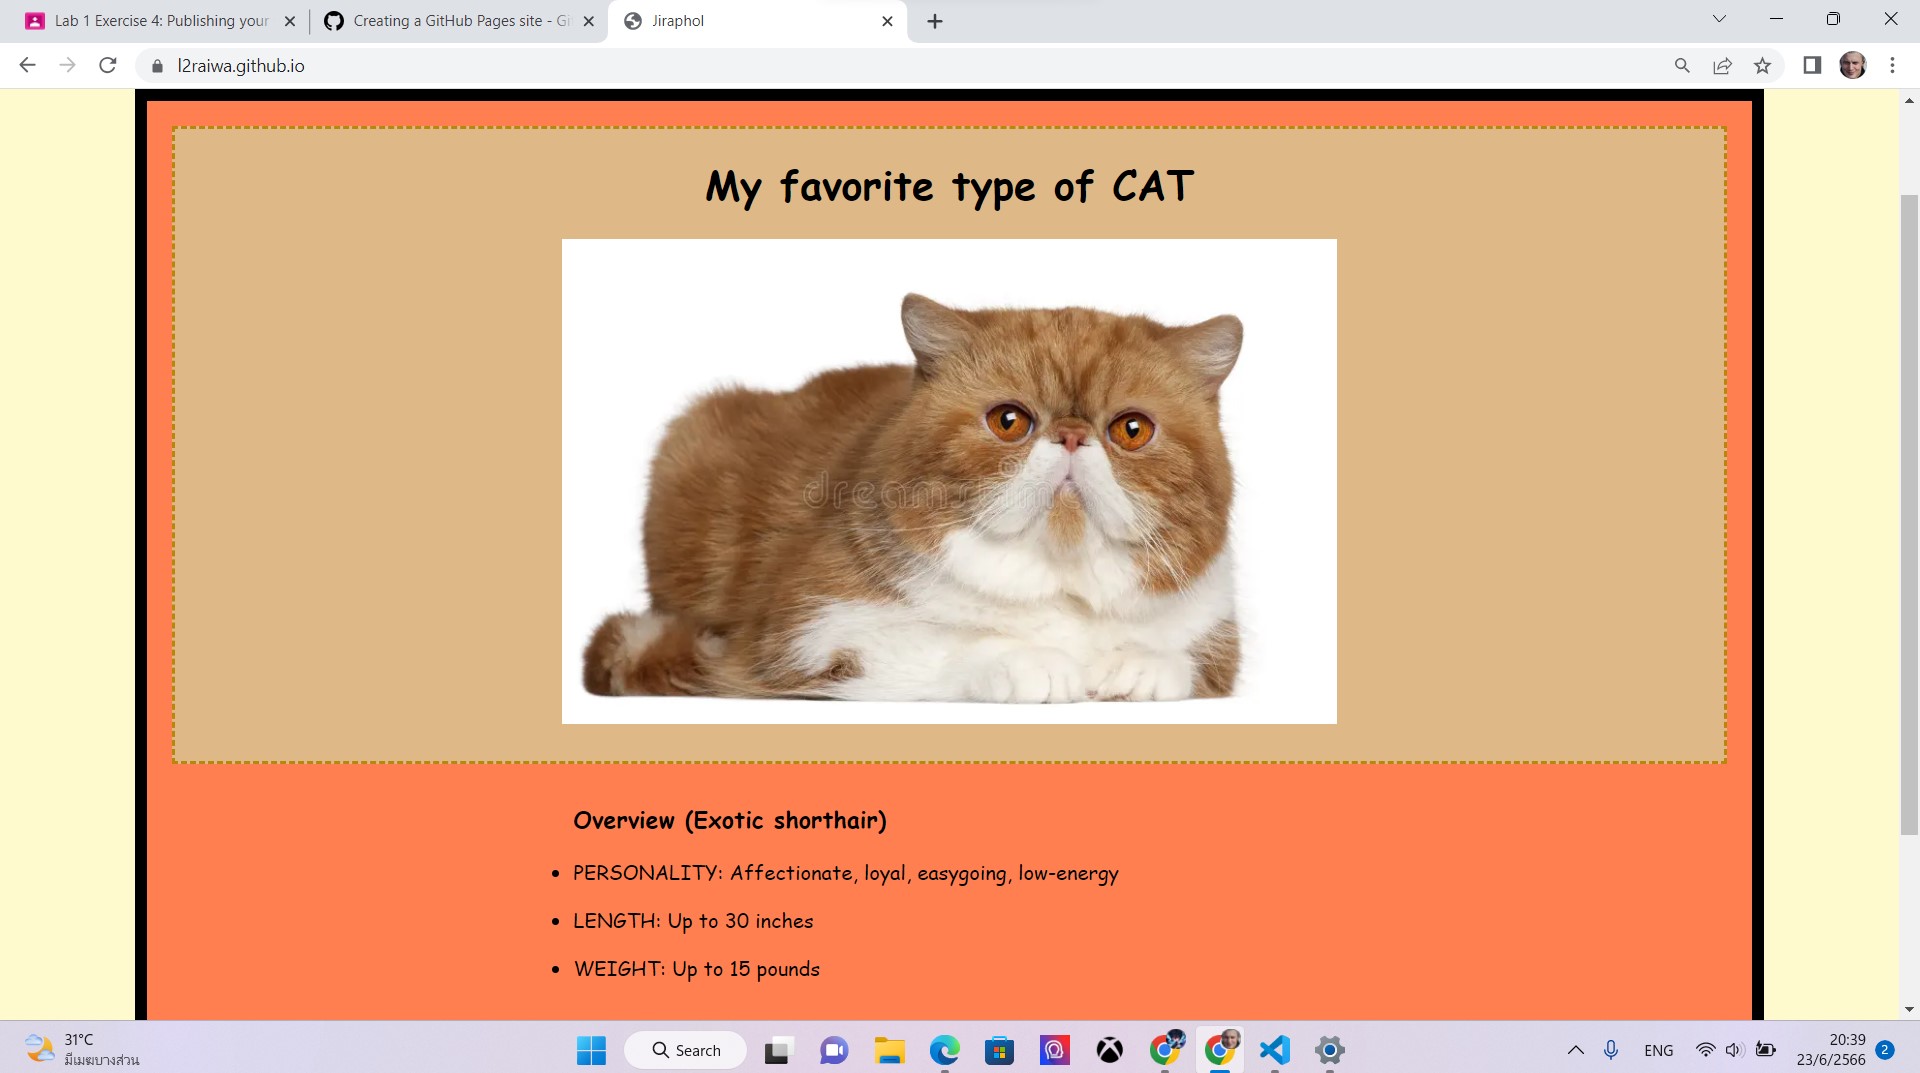 Lab 1 Exercise 4: Publishing your
Creating a GitHub Pages site - Gi
Jiraphol
l2raiwa.github.io
My favorite type of CAT
dreamstime
Overview (Exotic shorthair)
• PERSONALITY: Affectionate, loyal, easygoing, low-energy
• LENGTH: Up to 30 inches
• WEIGHT: Up to 15 pounds
31°C
มีเมฆบางส่วน
Search
ENG
20:39
23/6/2566
2